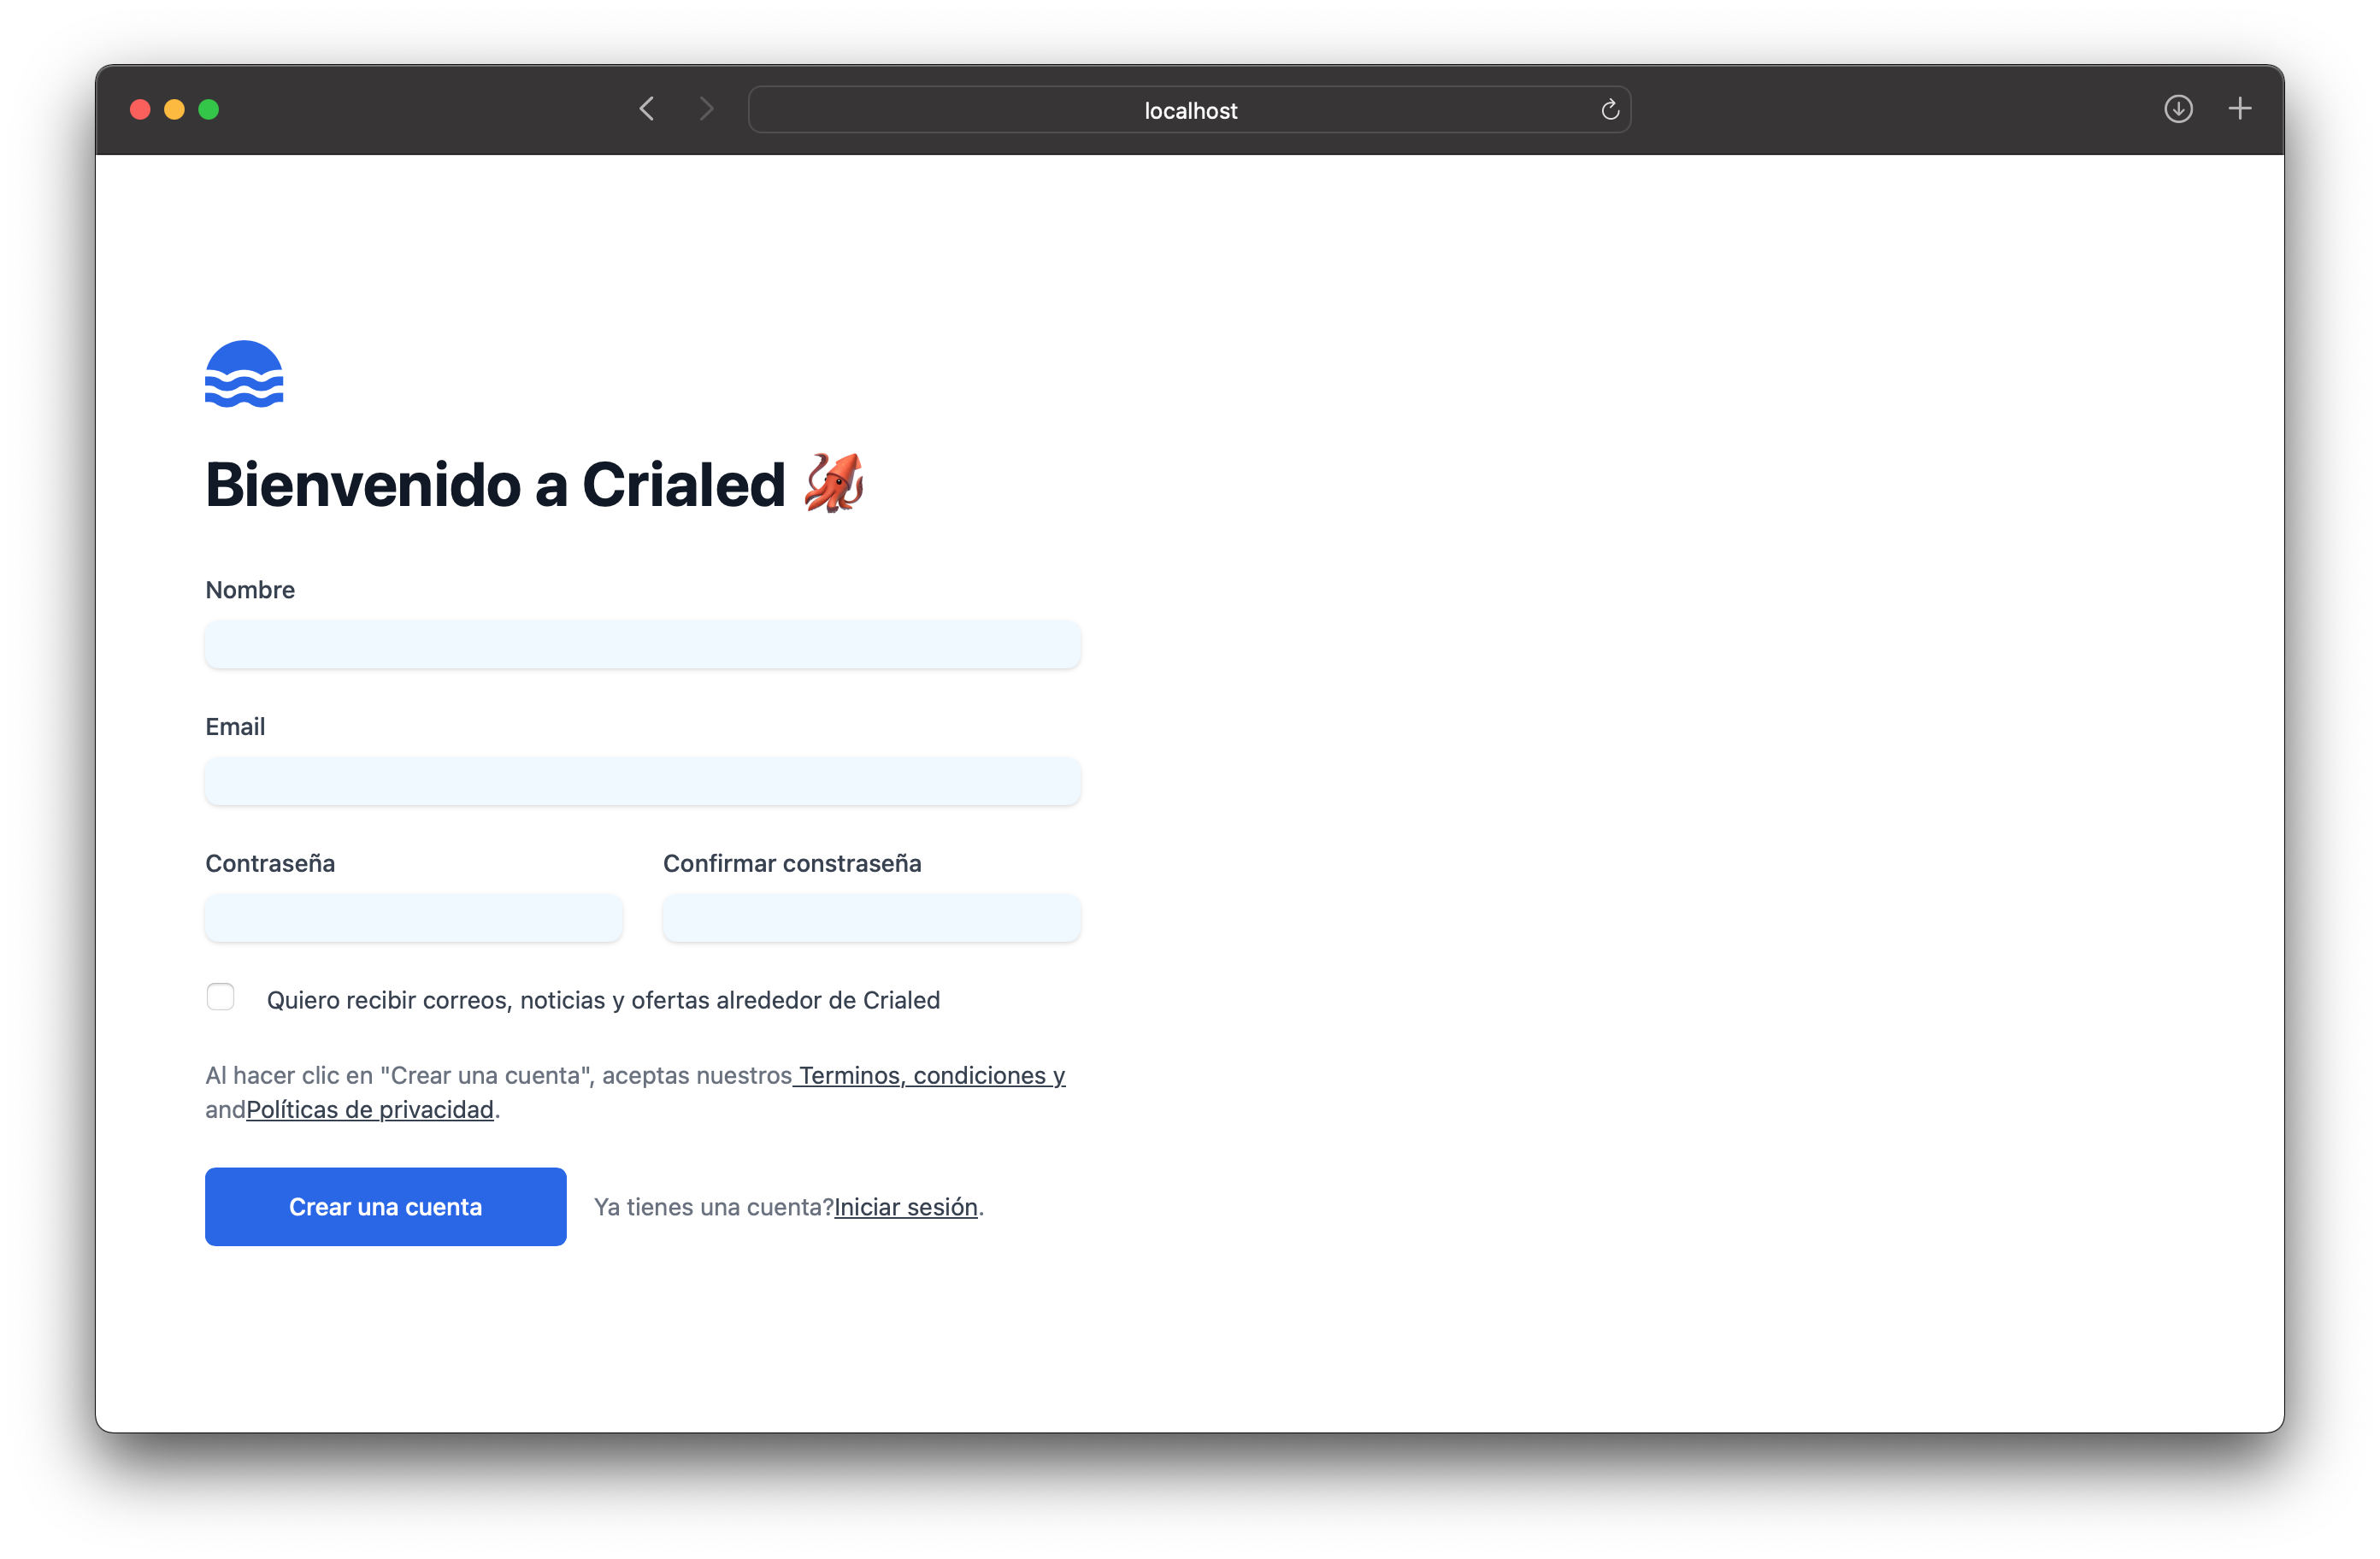 localhost
Bienvenido a Crialed 🦑
Nombre
Email
Contraseña Confirmar constraseña
Quiero recibir correos, noticias y ofertas alrededor de Crialed
Al hacer clic en "Crear una cuenta", aceptas nuestros Terminos, condiciones y
andPolíticas de privacidad.
Crear una cuenta Ya tienes una cuenta?Iniciar sesión.